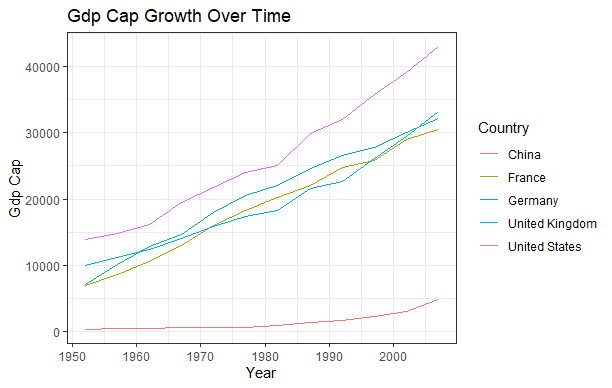 Gdp Cap Growth Over Time
40000
30000
20000
10000
0
Gdp Cap
1950 1960 1970 1980 1990 2000
Year
Country
China
France
Germany
United Kingdom
United States